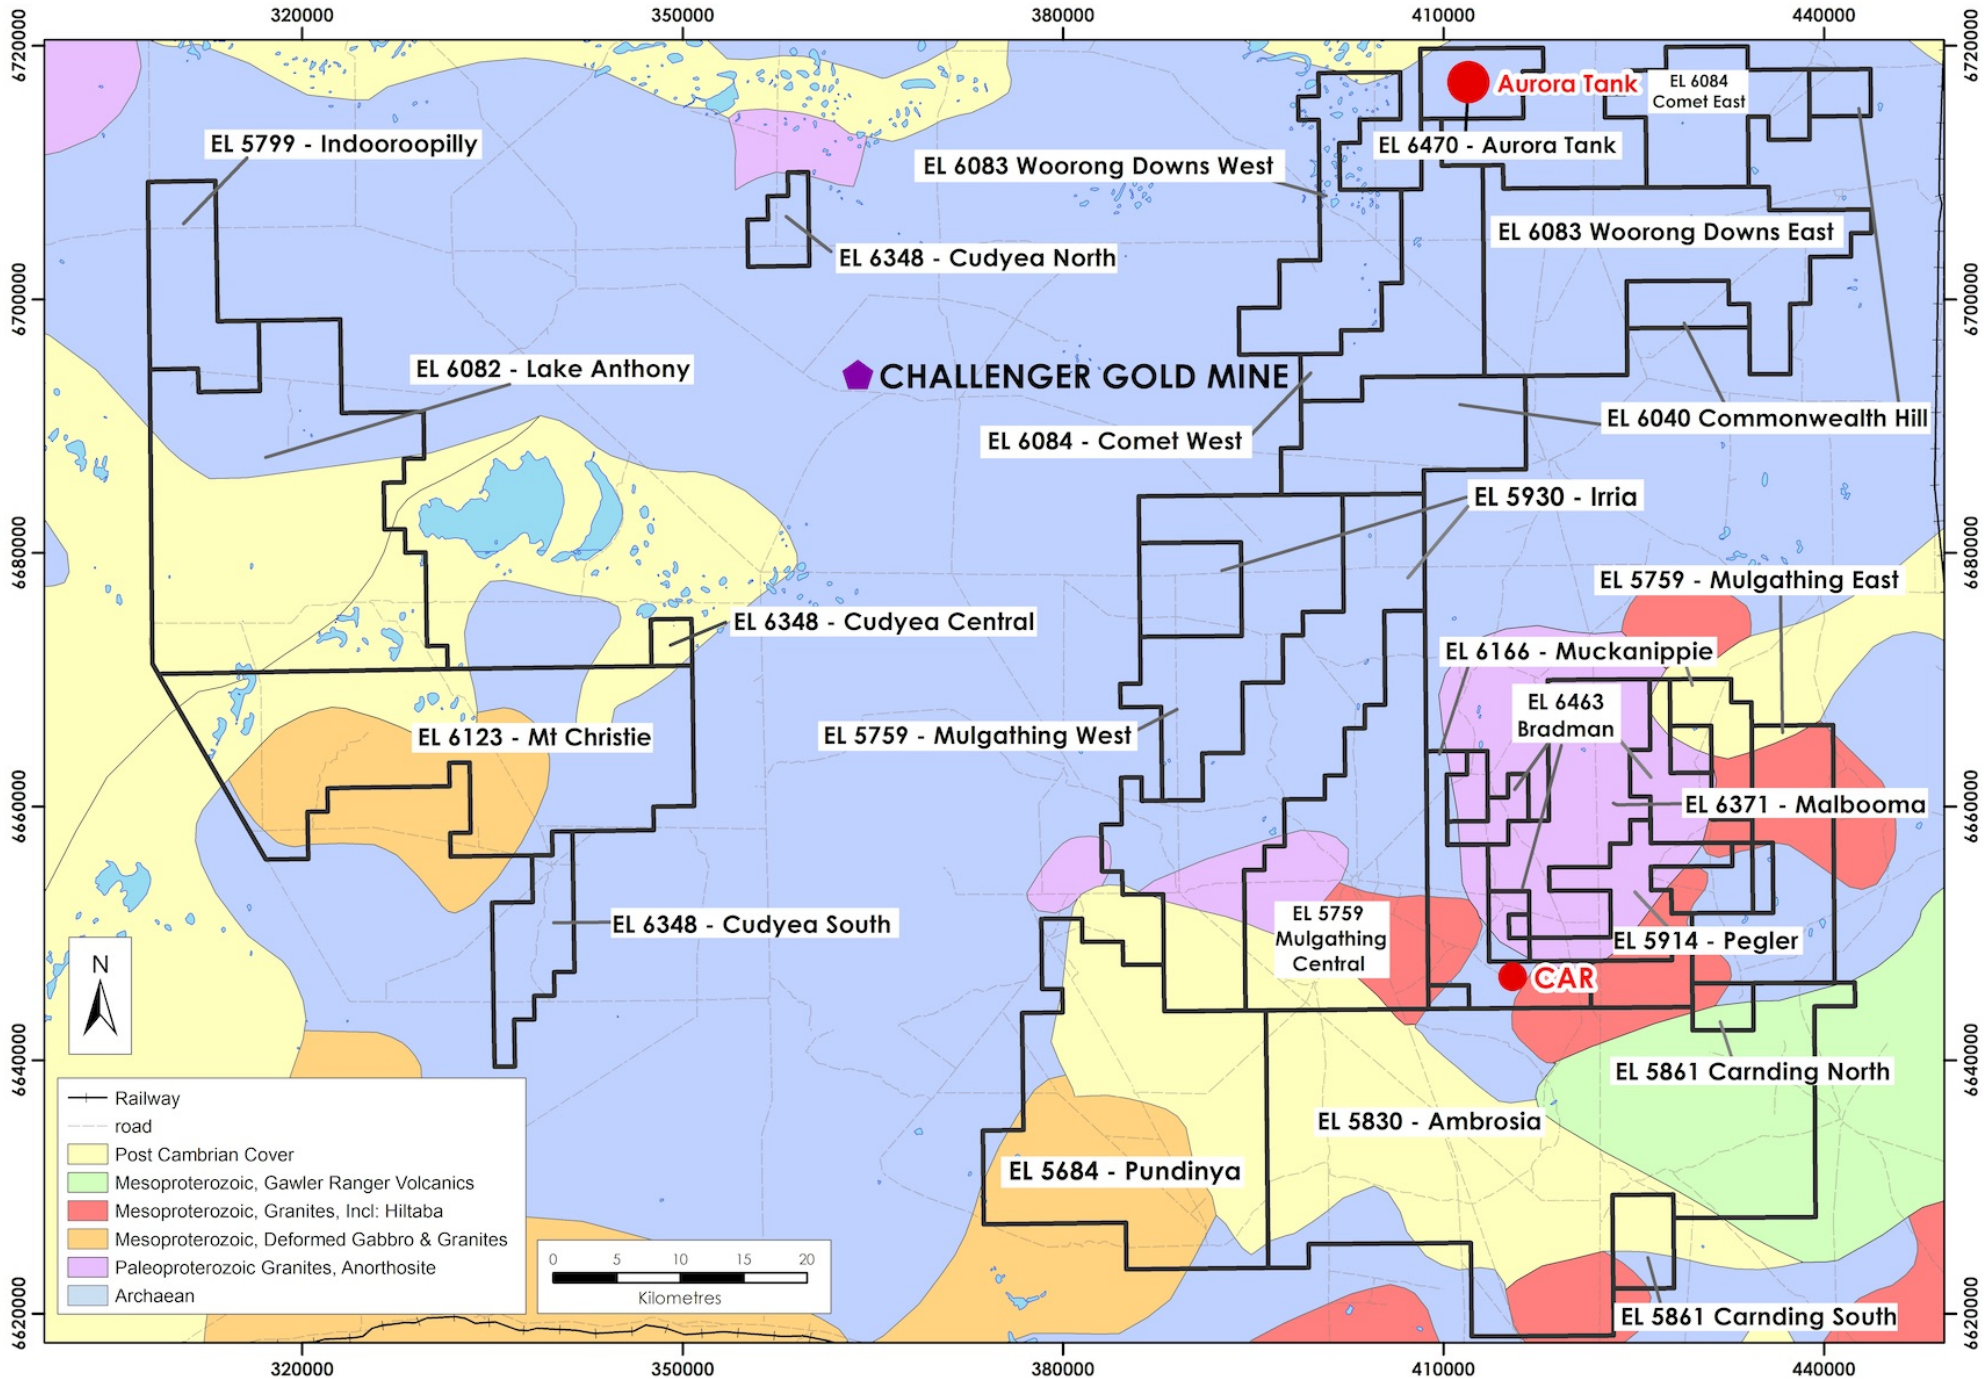 320000
350000
380000
410000
440000
6720000
6720000
Aurora Tank
EL 6084
Comet East
EL 5799 - Indooroopilly
EL 6470 - Aurora Tank
EL 6083 Woorong Downs West
EL 6083 Woorong Downs East
EL 6348 - Cudyea North
6700000
6700000
EL 6082 - Lake Anthony
CHALLENGER GOLD MINE
EL 6040 Commonwealth Hill
EL 6084 - Comet West
EL 5930 - Irria
6680000
6680000
EL 5759 - Mulgathing East
EL 6348 - Cudyea Central
EL 6166 - Muckanippie
EL 6463
Bradman
EL 6123 - Mt Christie
EL 5759 - Mulgathing West
6660000
6660000
EL 6371 - Malbooma
EL 6348 - Cudyea South
EL 5759
Mulgathing
Central
EL 5914 - Pegler
N
CAR
6640000
6640000
EL 5861 Carnding North
Railway
road
Post Cambrian Cover
Mesoproterozoic, Gawler Ranger Volcanics
Mesoproterozoic, Granites, Incl: Hiltaba
Mesoproterozoic, Deformed Gabbro & Granites
Paleoproterozoic Granites, Anorthosite
Archaean
EL 5830 - Ambrosia
EL 5684 - Pundinya
0 5 10 15 20
Kilometres
6620000
6620000
EL 5861 Carnding South
320000
350000
380000
410000
440000